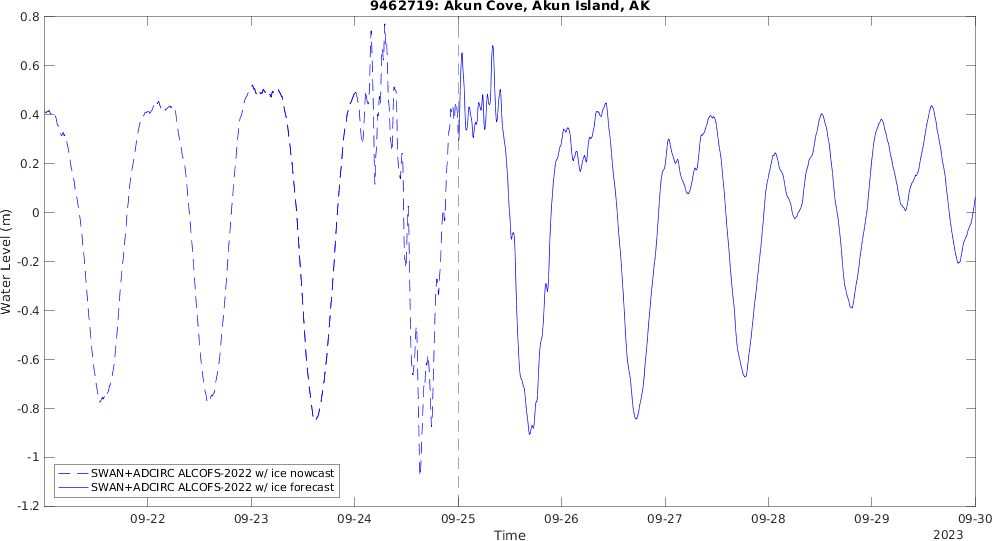 9462719: Akun Cove, Akun Island, AK
0.8
0.6
0.4
0.2
0
-0.2
-0.4
-0.6
-0.8
-1
-1.2
Water Level (m)
SWAN+ADCIRC ALCOFS-2022 w/ ice nowcast
SWAN+ADCIRC ALCOFS-2022 w/ ice forecast
09-22 09-23 09-24 09-25 09-26 09-27 09-28 09-29 09-30
2023
Time